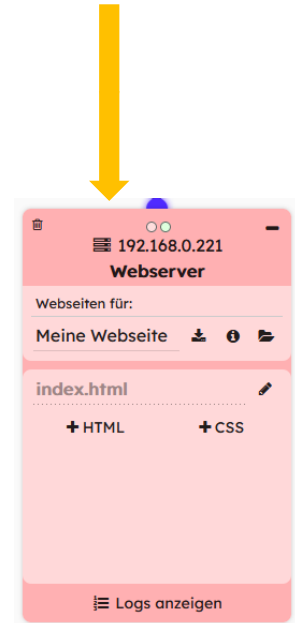 192.168.0.221
Webserver
Webseiten für:
Meine Webseite
index.html
+ HTML + CSS
Logs anzeigen